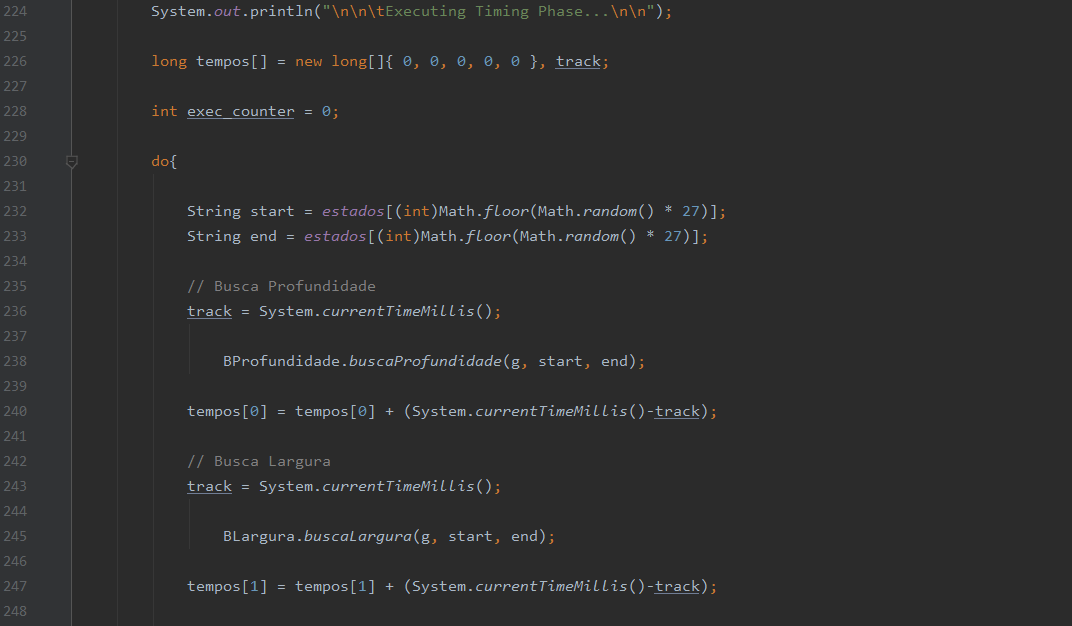 224 System.out.println("\n\n\tExecuting Timing Phase...\n\n");
225
226 long tempos[] = new long[]{ 0, 0, 0, 0, 0 }, track;
227
228 int exec_counter = 0;
229
230 do{
231
232 String start = estados[(int)Math.floor(Math.random() * 27)];
233 String end = estados[(int)Math.floor(Math.random() * 27)];
234
235 // Busca Profundidade
236 track = System.currentTimeMillis();
237
238 BProfundidade.buscaProfundidade(g, start, end);
239
240 tempos[0] = tempos[0] + (System.currentTimeMillis()-track);
241
242 // Busca Largura
243 track = System.currentTimeMillis();
244
245 BLargura.buscaLargura(g, start, end);
246
247 tempos[1] = tempos[1] + (System.currentTimeMillis()-track);
248